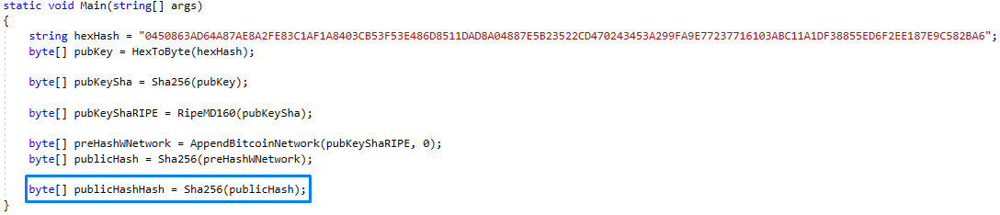 static void Main(string[] args)
{
string hexHash = "0450863AD64A87AE8A2FE83C1AF1A8403CB53F53E486D8511DAD8A04887E5B23522CD470243453A299FA9E77237716103ABC11A1DF38855ED6F2EE187E9C582BA6";
byte[] pubKey = HexToByte(hexHash);
byte[] pubKeySha = Sha256(pubKey);
byte[] pubKeyShaRIPE = RipeMD160(pubKeySha);
byte[] preHashWNetwork = AppendBitcoinNetwork(pubKeyShaRIPE, 0);
byte[] publicHash = Sha256(preHashWNetwork);
byte[] publicHashHash = Sha256(publicHash);
}